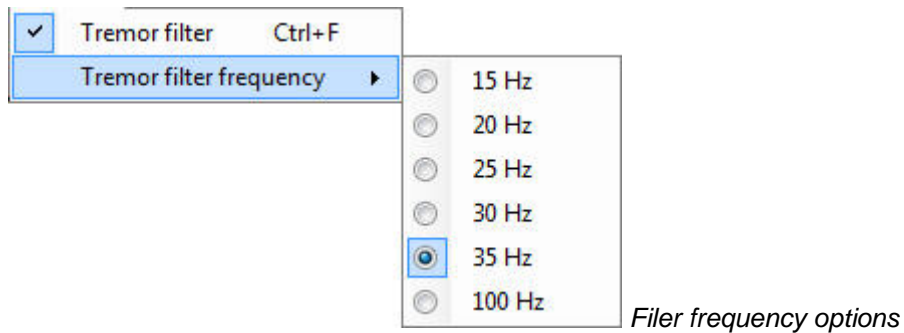 Tremor filter Ctrl+F
Tremor filter frequency
15 Hz
20 Hz
25 Hz
30 Hz
35 Hz
100 Hz
Filer frequency options